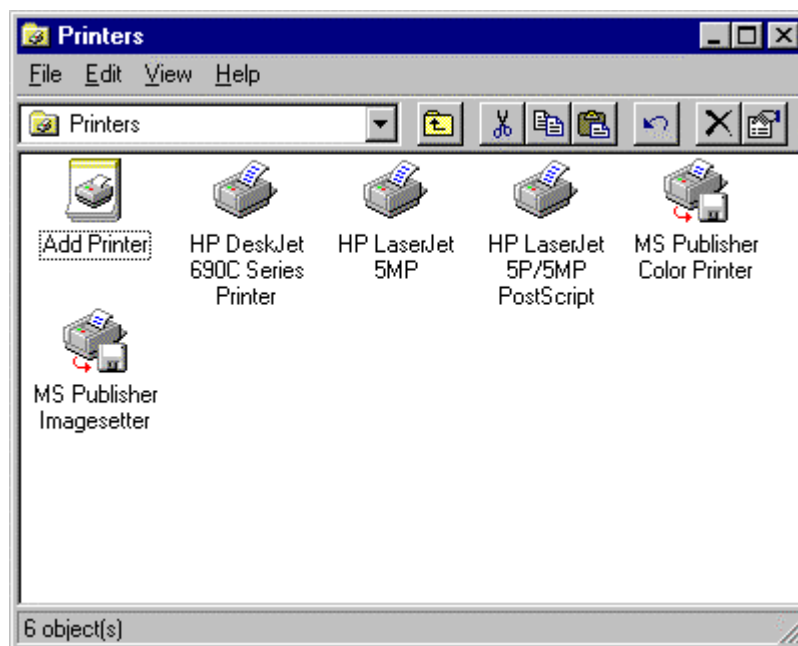 Printers
File Edit View Help
Printers
Add Printer
HP DeskJet
690C Series
Printer
HP LaserJet
5MP
HP LaserJet
5P/5MP
PostScript
MS Publisher
Color Printer
MS Publisher
Imagesetter
6 object(s)